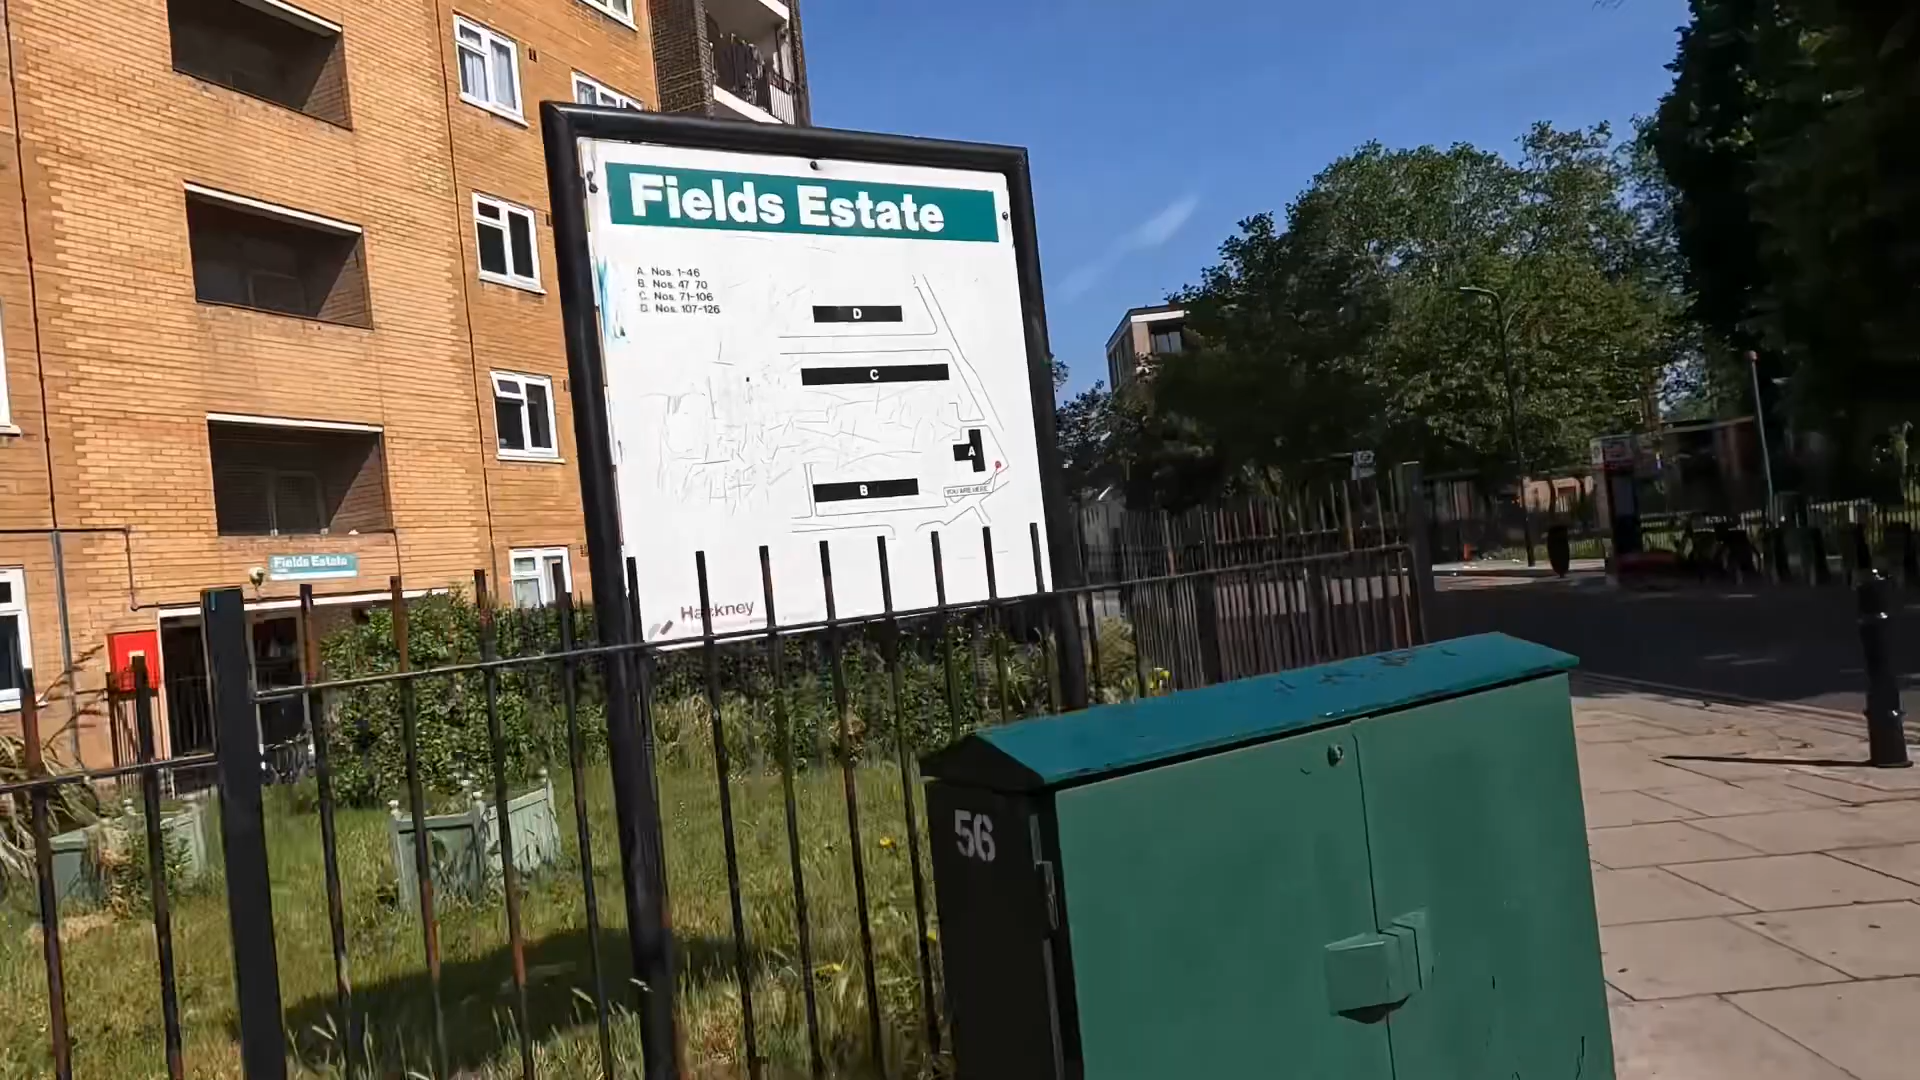 Fields Estate
A. Nos. 1-46
B. Nos. 47 70
C. Nos. 71-106
D. Nos. 107-126
D
C
A
B
YOU ARE HERE
Hackney
Fields Estate
56